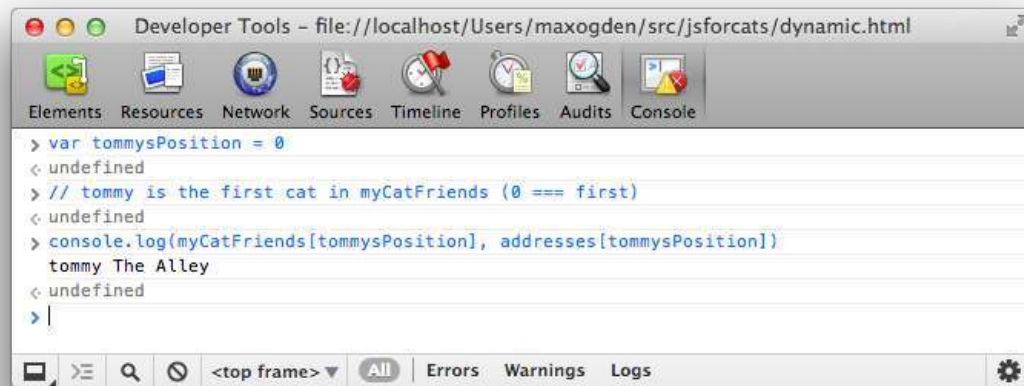 Developer Tools - file://localhost/Users/maxogden/src/jsforcats/dynamic.html
Elements Resources Network Sources Timeline Profiles Audits Console
> var tommysPosition = 0
undefined
> // tommy is the first cat in myCatFriends (0 === first)
undefined
> console.log(myCatFriends[tommysPosition], addresses[tommysPosition])
tommy The Alley
undefined
>
<top frame> ▼ All Errors Warnings Logs